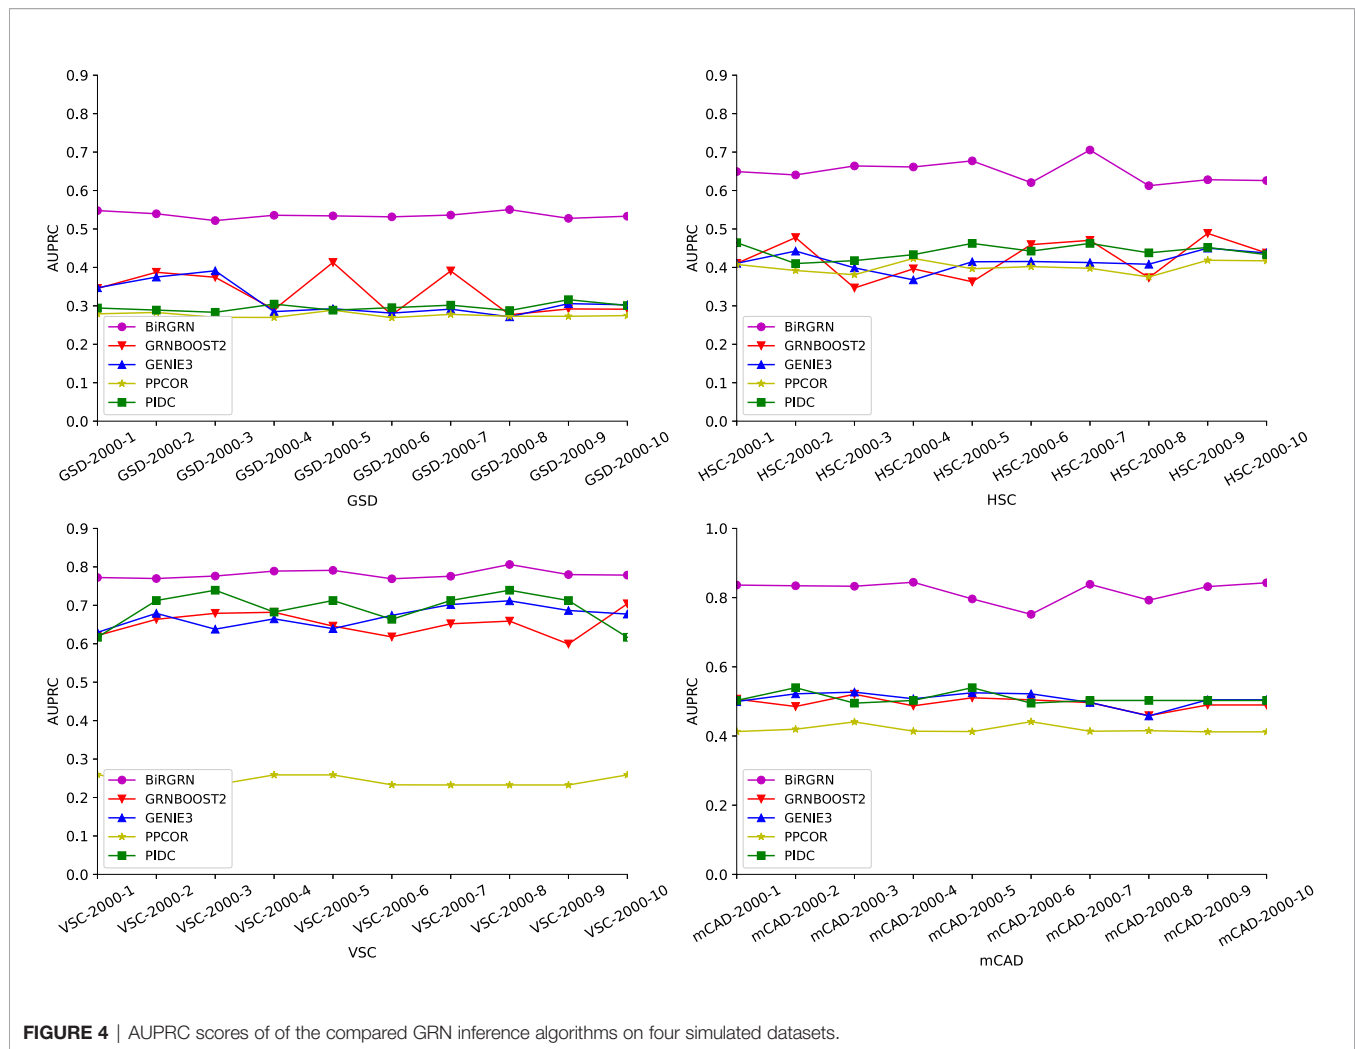 0.9
0.8
0.7
0.6
0.5
0.4
0.3
0.2
0.1
0.0
AUPRC
BiRGRN
GRNBOOST2
GENIE3
PPCOR
PIDC
GSD-2000-1
GSD-2000-2
GSD-2000-3
GSD-2000-4
GSD-2000-5
GSD-2000-6
GSD-2000-7
GSD-2000-8
GSD-2000-9
GSD-2000-10
GSD
0.9
0.8
0.7
0.6
0.5
0.4
0.3
0.2
0.1
0.0
AUPRC
BiRGRN
GRNBOOST2
GENIE3
PPCOR
PIDC
HSC-2000-1
HSC-2000-2
HSC-2000-3
HSC-2000-4
HSC-2000-5
HSC-2000-6
HSC-2000-7
HSC-2000-8
HSC-2000-9
HSC-2000-10
HSC
0.9
0.8
0.7
0.6
0.5
0.4
0.3
0.2
0.1
0.0
AUPRC
BiRGRN
GRNBOOST2
GENIE3
PPCOR
PIDC
VSC-2000-1
VSC-2000-2
VSC-2000-3
VSC-2000-4
VSC-2000-5
VSC-2000-6
VSC-2000-7
VSC-2000-8
VSC-2000-9
VSC-2000-10
VSC
1.0
0.8
0.6
0.4
0.2
0.0
AUPRC
BiRGRN
GRNBOOST2
GENIE3
PPCOR
PIDC
mCAD-2000-1
mCAD-2000-2
mCAD-2000-3
mCAD-2000-4
mCAD-2000-5
mCAD-2000-6
mCAD-2000-7
mCAD-2000-8
mCAD-2000-9
mCAD-2000-10
mCAD
FIGURE 4 | AUPRC scores of of the compared GRN inference algorithms on four simulated datasets.